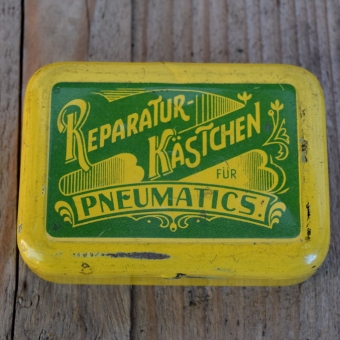 REPARATUR-
KÄSTCHEN
FÜR
PNEUMATICS.